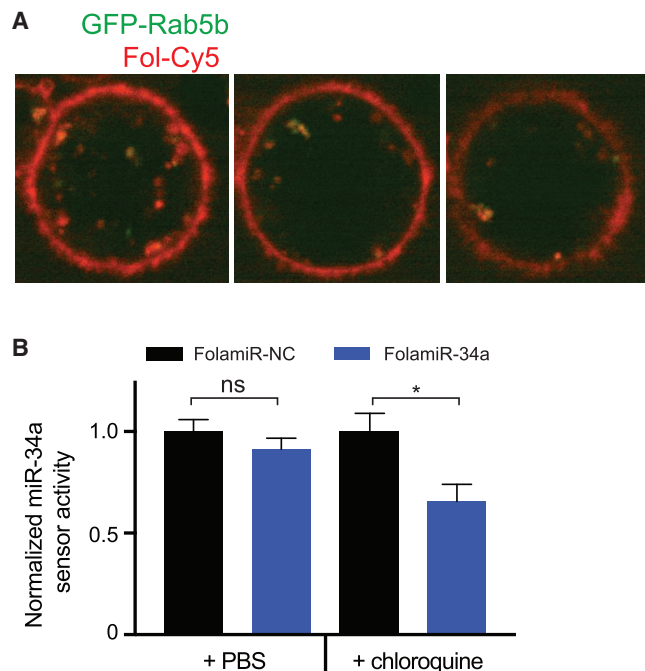 A
GFP-Rab5b
Fol-Cy5
B
FolamiR-NC FolamiR-34a
ns *
Normalized miR-34a
sensor activity
1.0
0.5
0
+ PBS + chloroquine